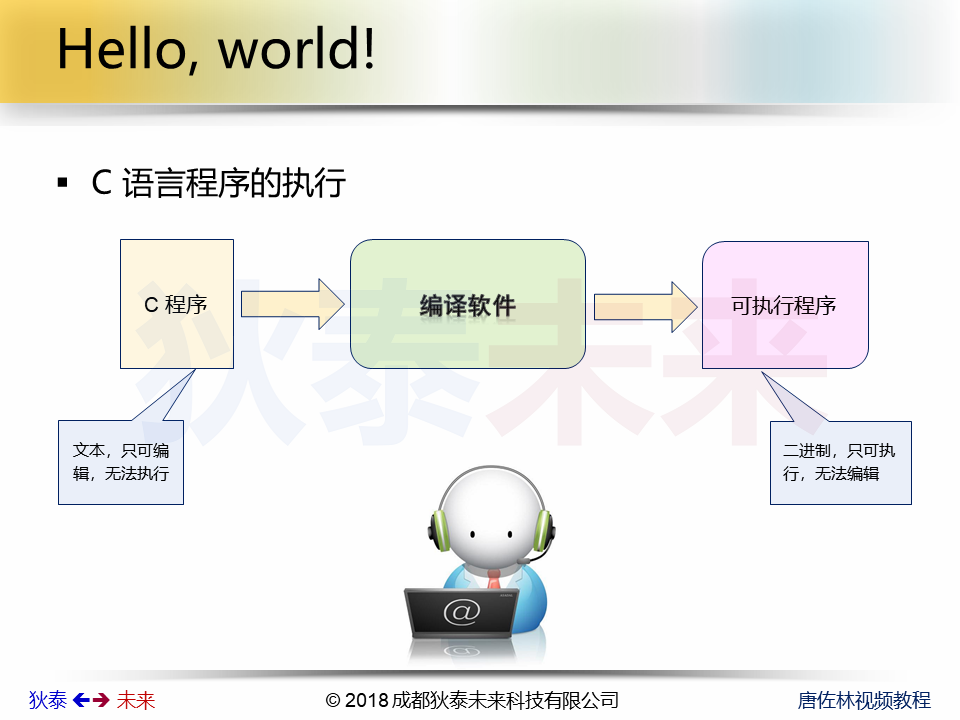 Hello, world!
▪ C 语言程序的执行
C 程序
编译软件
可执行程序
文本，只可编
辑，无法执行
二进制，只可执
行，无法编辑
狄泰未来
@
狄泰 未来
© 2018 成都狄泰未来科技有限公司
唐佐林视频教程